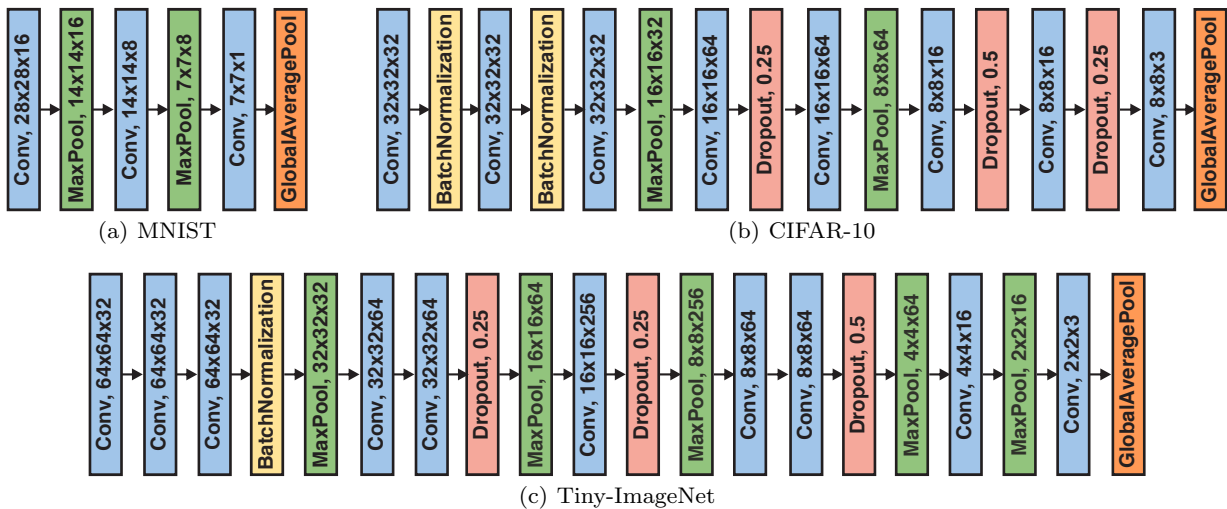 Conv, 28x28x16
MaxPool, 14x14x16
Conv, 14x14x8
MaxPool, 7x7x8
Conv, 7x7x1
GlobalAveragePool
(a) MNIST
Conv, 32x32x32
BatchNormalization
Conv, 32x32x32
BatchNormalization
Conv, 32x32x32
MaxPool, 16x16x32
Conv, 16x16x64
Dropout, 0.25
Conv, 16x16x64
MaxPool, 8x8x64
Conv, 8x8x16
Dropout, 0.5
Conv, 8x8x16
Dropout, 0.25
Conv, 8x8x3
GlobalAveragePool
(b) CIFAR-10
Conv, 64x64x32
Conv, 64x64x32
Conv, 64x64x32
BatchNormalization
MaxPool, 32x32x32
Conv, 32x32x64
Conv, 32x32x64
Dropout, 0.25
MaxPool, 16x16x64
Conv, 16x16x256
Dropout, 0.25
MaxPool, 8x8x256
Conv, 8x8x64
Conv, 8x8x64
Dropout, 0.5
MaxPool, 4x4x64
Conv, 4x4x16
MaxPool, 2x2x16
Conv, 2x2x3
GlobalAveragePool
(c) Tiny-ImageNet